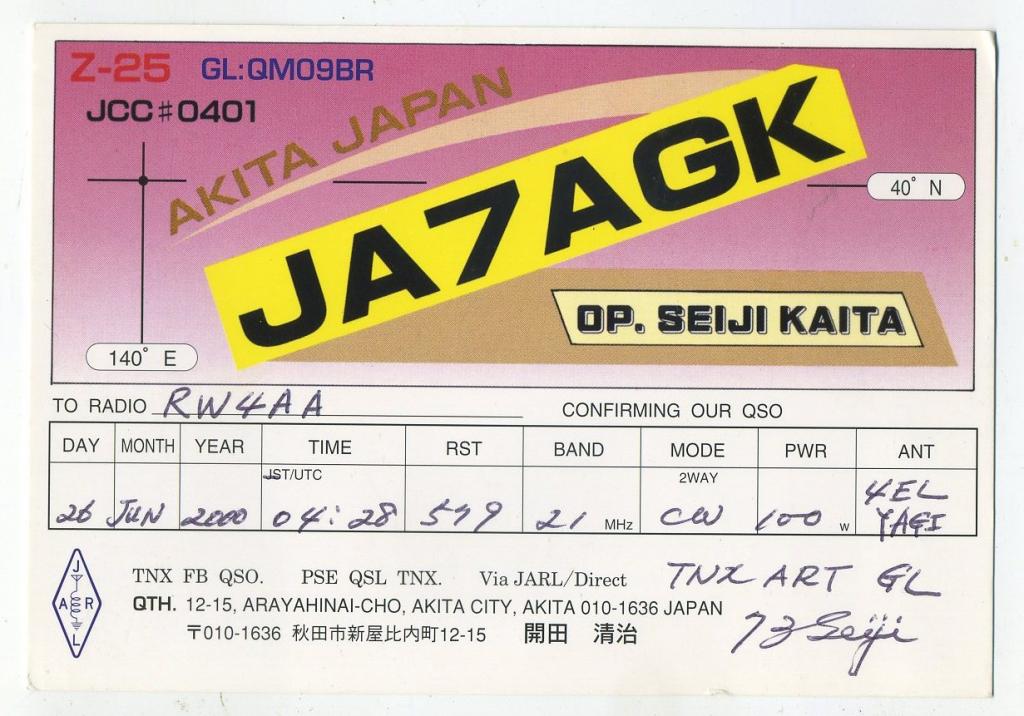 Z-25 GL:QM09BR
JCC#0401
AKITA JAPAN
JA7AGK
40° N
140° E
OP. SEIJI KAITA
TO RADIO RW4AA CONFIRMING OUR QSO
DAY MONTH YEAR TIME RST BAND MODE PWR ANT
JST/UTC 2WAY
26 JUN 2000 04:28 579 21 MHz CW 100 W 4EL YAGI
TNX FB QSO. PSE QSL TNX. Via JARL/Direct
QTH. 12-15, ARAYAHINAI-CHO, AKITA CITY, AKITA 010-1636 JAPAN
〒010-1636 秋田市新屋比内町12-15 開田 清治
JARL
TNX ART GL
73 Seiji